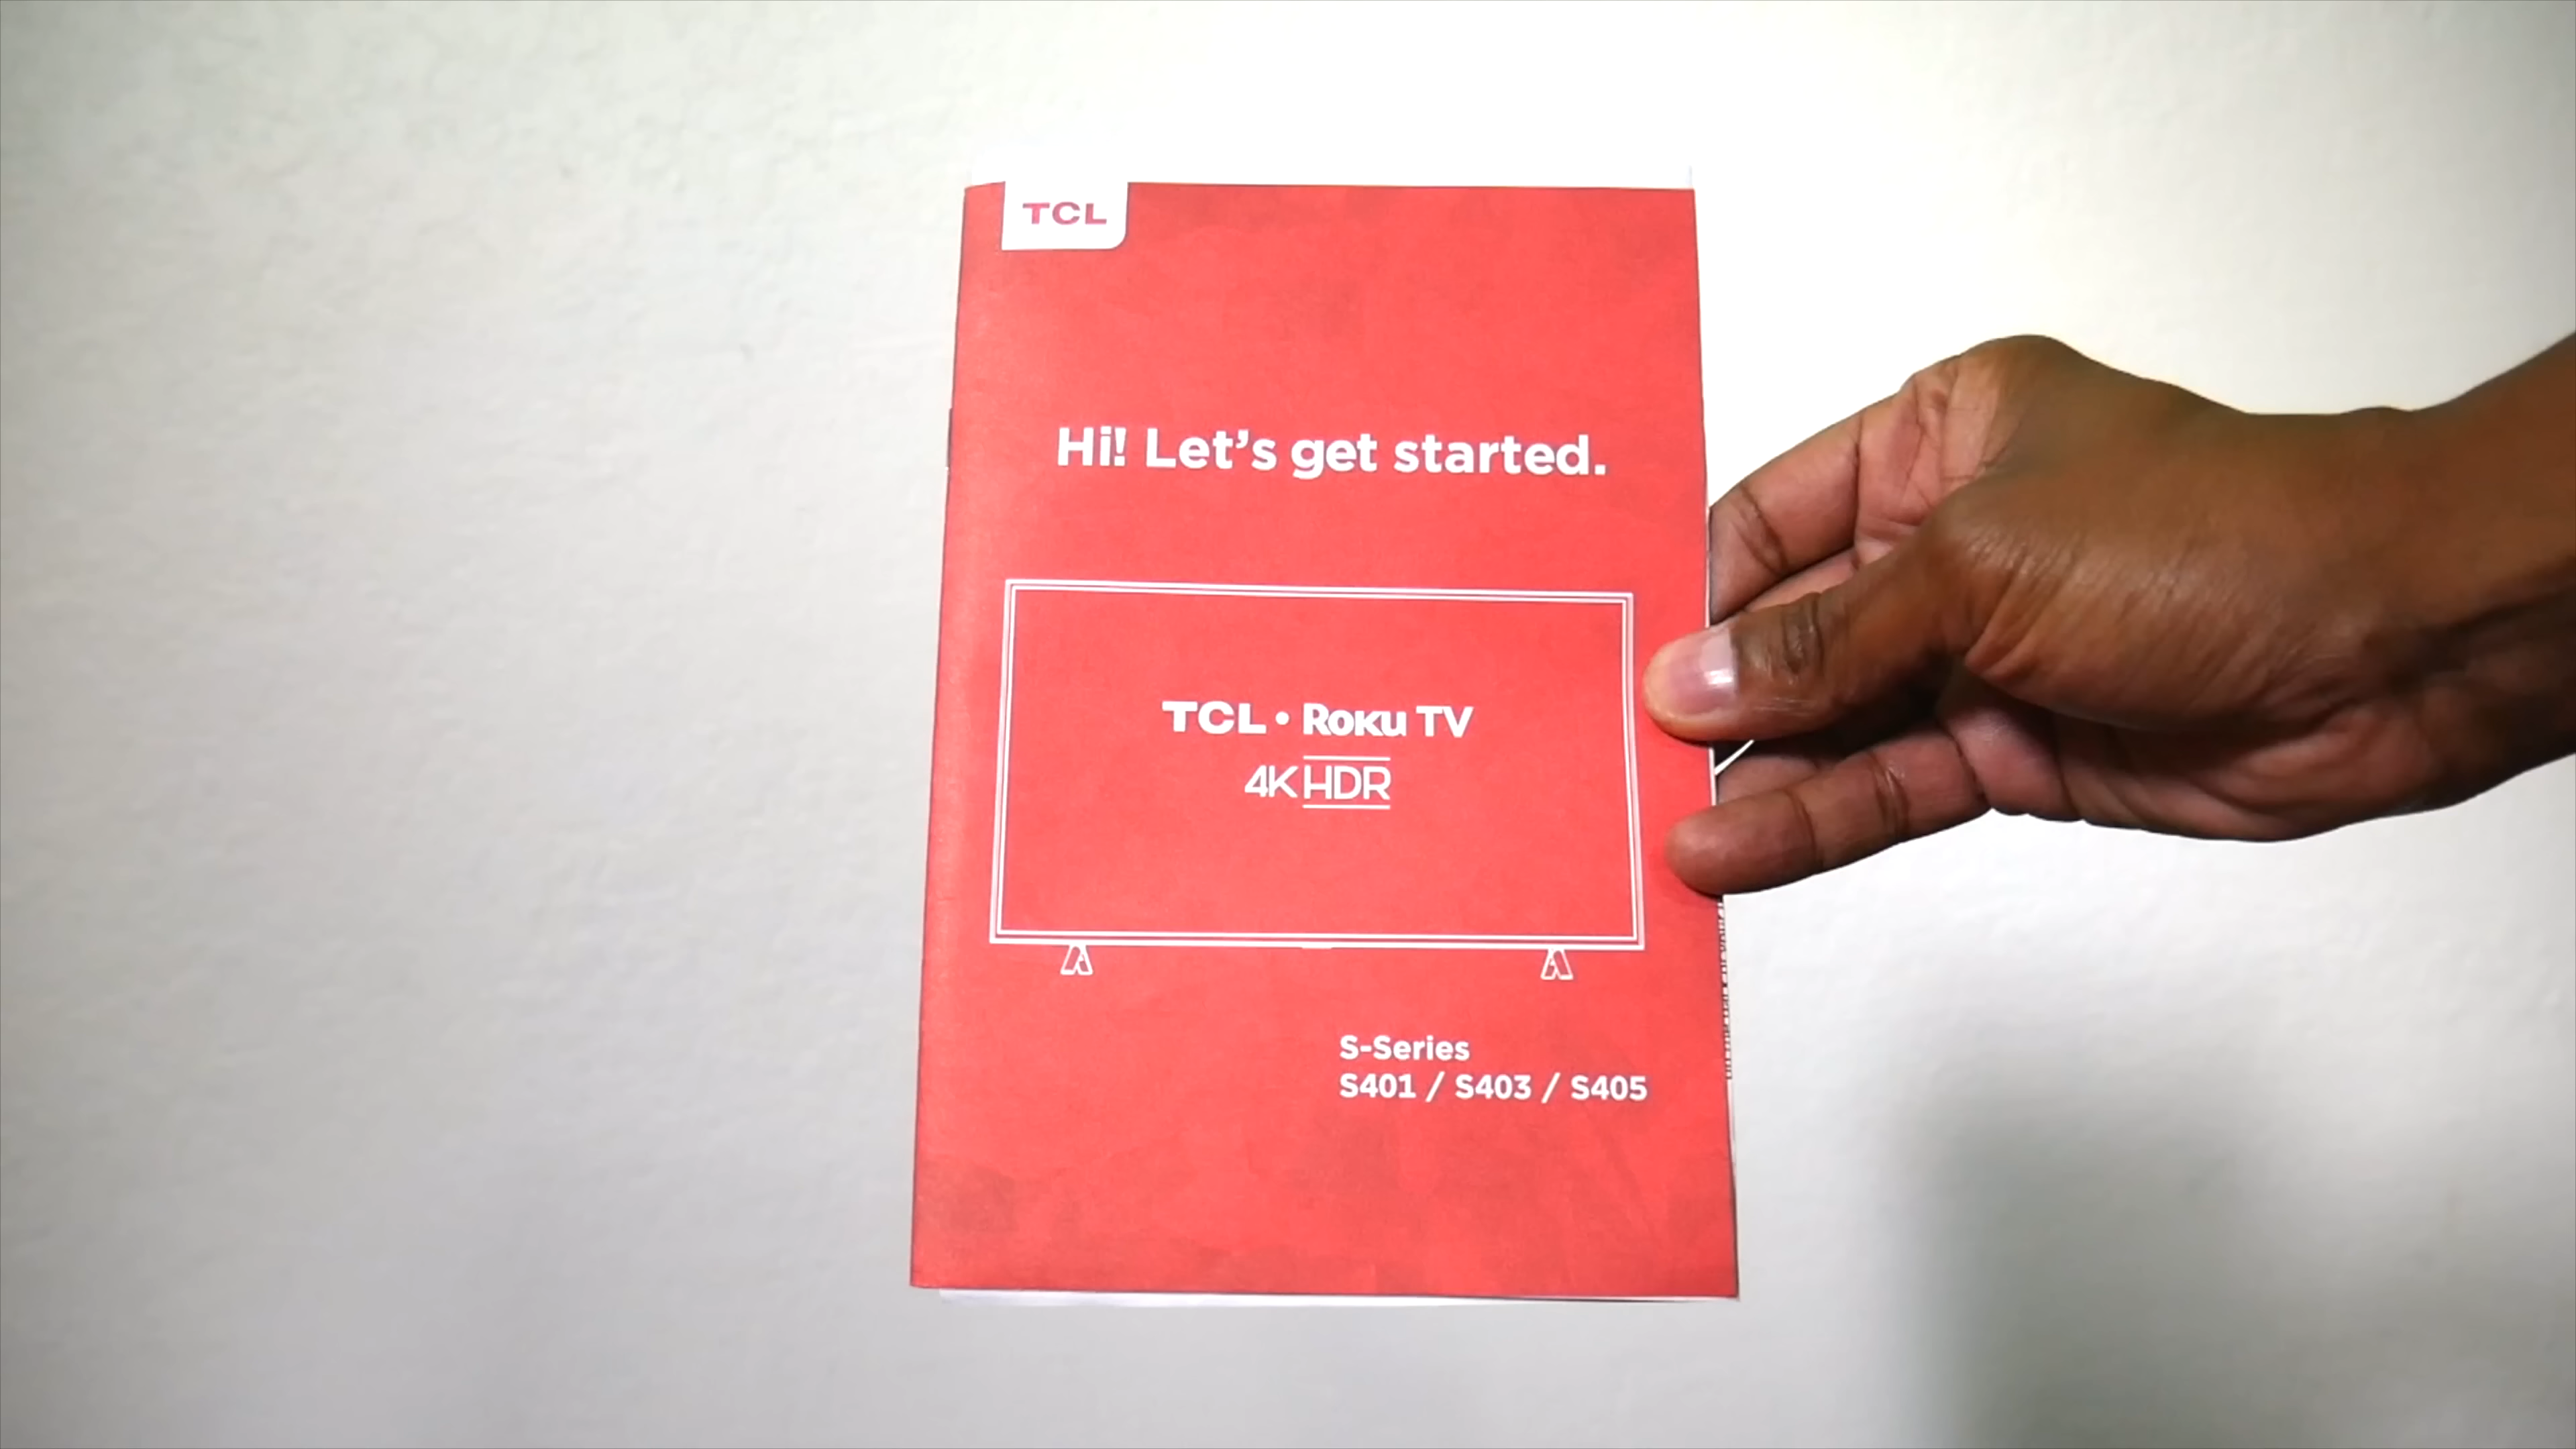 TCL
Hi! Let's get started.
TCL • Roku TV
4K HDR
S-Series
S401 / S403 / S405